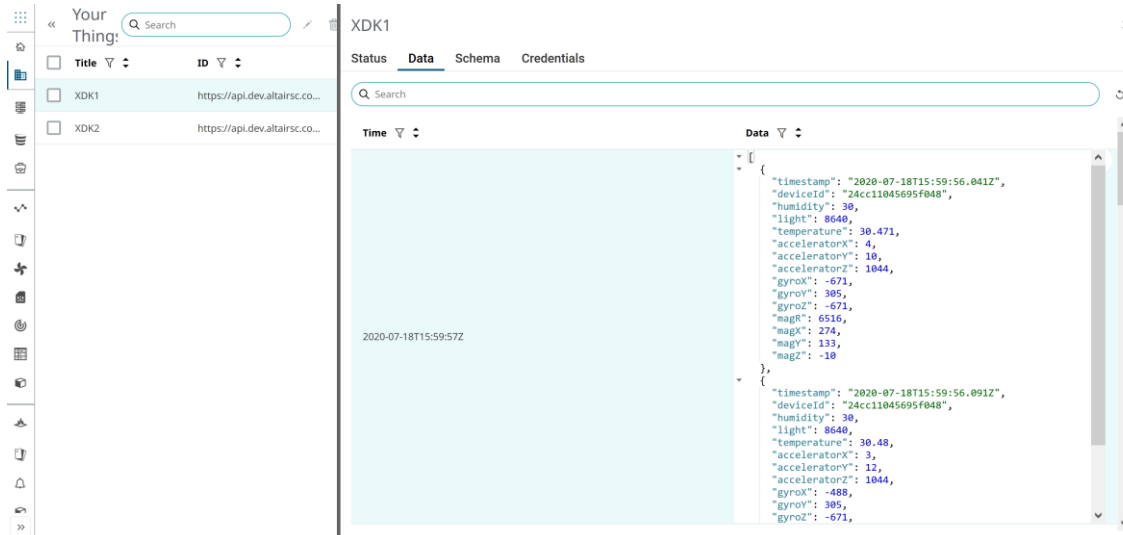 Your
Things
Search
Title
ID
XDK1
https://api.dev.altairsc.co...
XDK2
https://api.dev.altairsc.co...
XDK1
Status Data Schema Credentials
Search
Time
Data
2020-07-18T15:59:57Z
[
{
"timestamp": "2020-07-18T15:59:56.041Z",
"deviceId": "24cc11045695f048",
"humidity": 30,
"light": 8640,
"temperature": 30.471,
"acceleratorX": 4,
"acceleratorY": 10,
"acceleratorZ": 1044,
"gyroX": -671,
"gyroY": 305,
"gyroZ": -671,
"magR": 6516,
"magX": 274,
"magY": 133,
"magZ": -10
},
{
"timestamp": "2020-07-18T15:59:56.091Z",
"deviceId": "24cc11045695f048",
"humidity": 30,
"light": 8640,
"temperature": 30.48,
"acceleratorX": 3,
"acceleratorY": 12,
"acceleratorZ": 1044,
"gyroX": -488,
"gyroY": 305,
"gyroZ": -671,